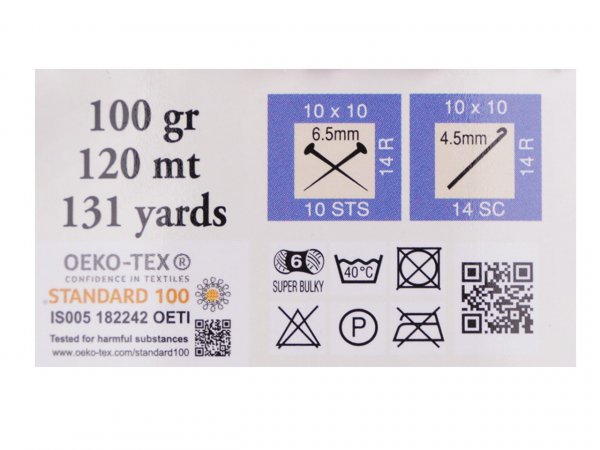 100 gr
120 mt
131 yards
10 x 10
6.5mm
14 R
10 STS
10 x 10
4.5mm
14 R
14 SC
OEKO-TEX®
CONFIDENCE IN TEXTILES
STANDARD 100
IS005 182242 OETI
Tested for harmful substances
www.oeko-tex.com/standard100
6
SUPER BULKY
40°C
P